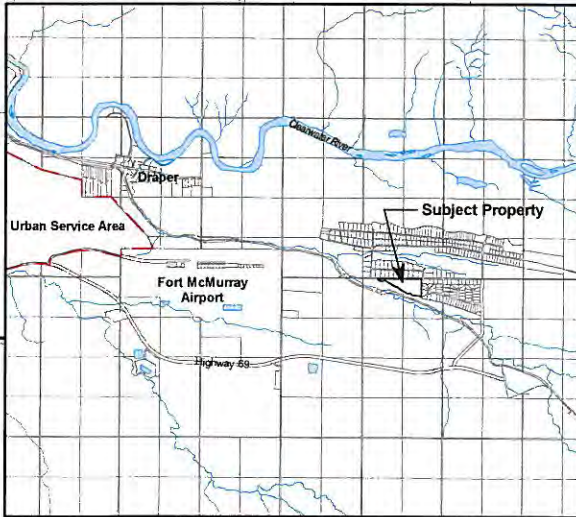 Clearwater River
Draper
Subject Property
Urban Service Area
Fort McMurray
Airport
Highway 69